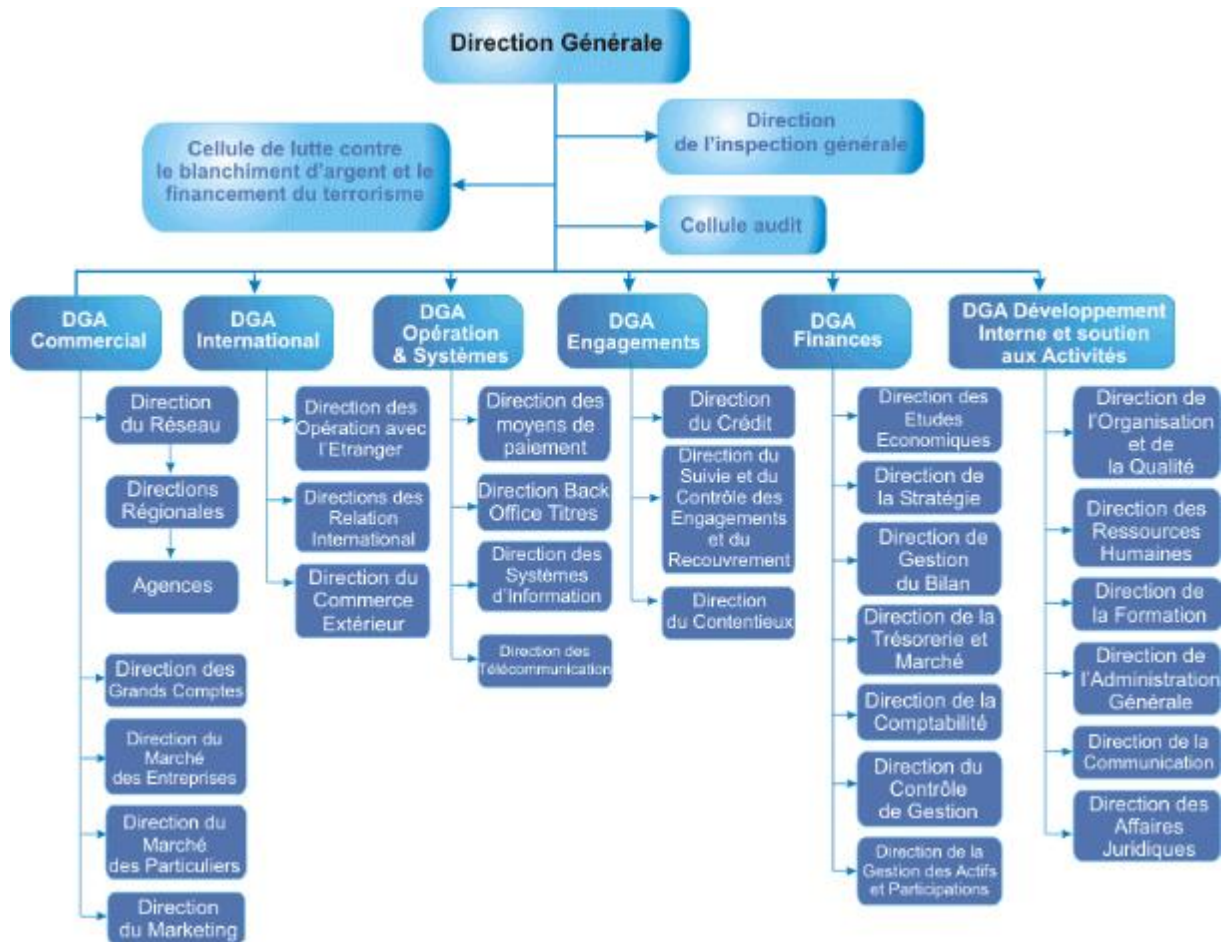 Direction Générale
Direction
de l'inspection générale
Cellule de lutte contre
le blanchiment d'argent et le
financement du terrorisme
Cellule audit
DGA
Commercial
DGA
International
DGA
Opération
& Systèmes
DGA
Engagements
DGA
Finances
DGA Développement
Interne et soutien
aux Activités
Direction
du Réseau
Directions
Régionales
Agences
Direction des
Grands Comptes
Direction du
Marché
des Entreprises
Direction du
Marché
des Particuliers
Direction
du Marketing
Direction des
Opération avec
l'Etranger
Directions des
Relation
International
Direction du
Commerce
Extérieur
Direction des
moyens de
paiement
Direction Back
Office Titres
Direction des
Systèmes
d'Information
Direction des
Télécommunication
Direction
du Crédit
Direction du
Suivie et du
Contrôle des
Engagements
et du
Recouvrement
Direction
du Contentieux
Direction des
Etudes
Economiques
Direction de
la Stratégie
Direction de
Gestion
du Bilan
Direction de la
Trésorerie et
Marché
Direction de la
Comptabilité
Direction du
Contrôle
de Gestion
Direction de la
Gestion des Actifs
et Participations
Direction de
l'Organisation
et de
la Qualité
Direction des
Ressources
Humaines
Direction de
la Formation
Direction de
l'Administration
Générale
Direction de la
Communication
Direction des
Affaires
Juridiques